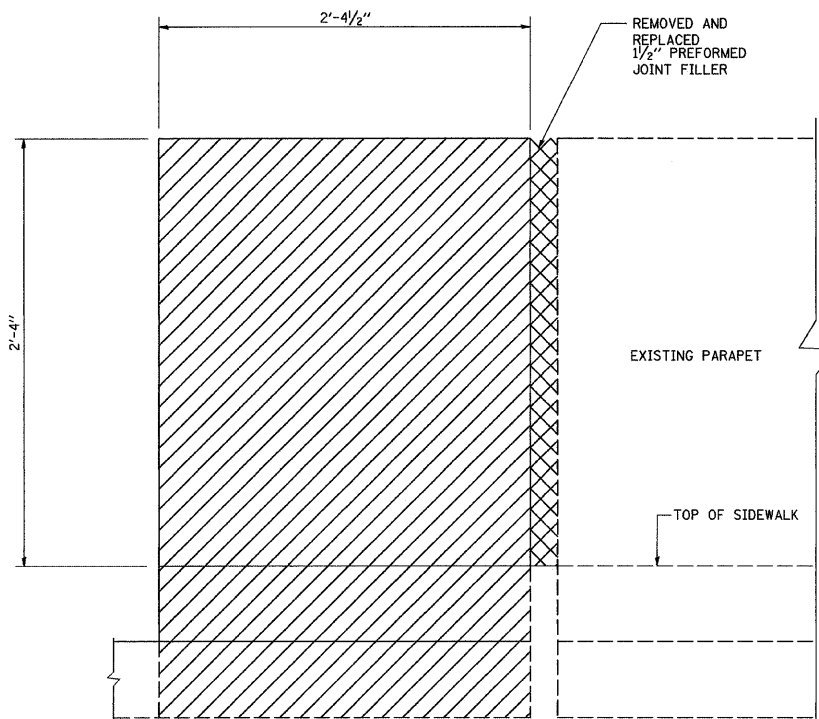 2'-4½"
REMOVED AND
REPLACED
1½" PREFORMED
JOINT FILLER
2'-4"
EXISTING PARAPET
TOP OF SIDEWALK